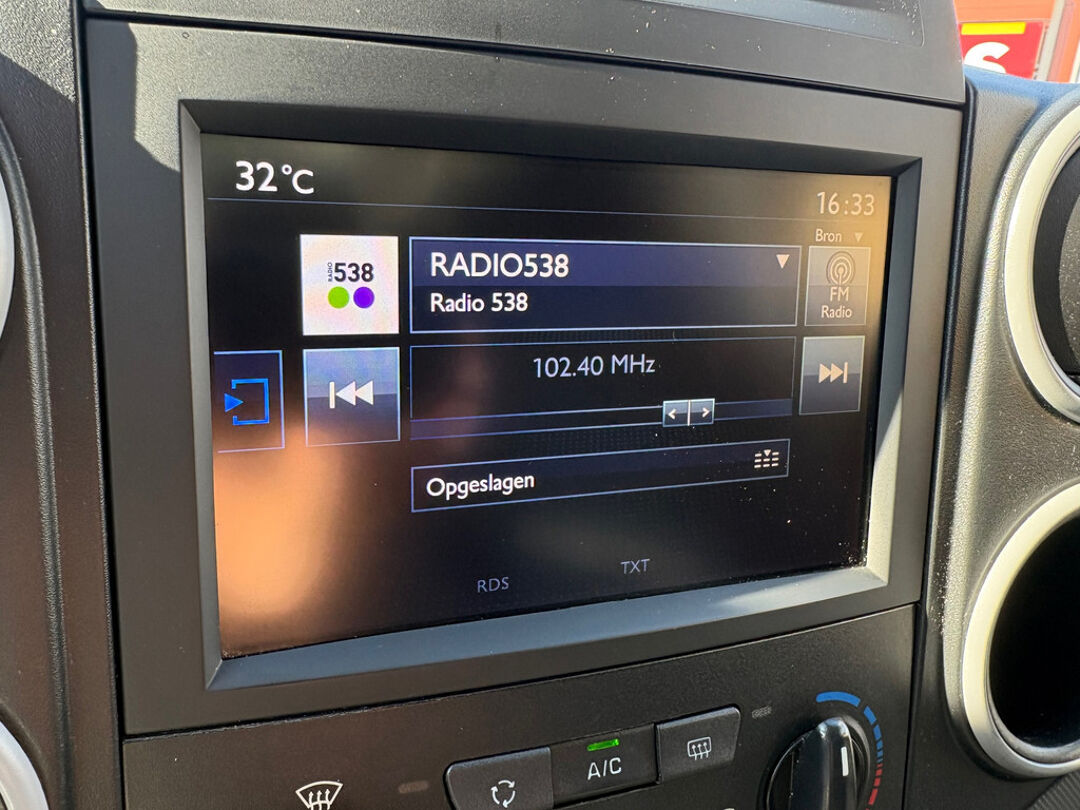 S
32°C
16:33
Bron
RADIO 538
RADIO538
Radio 538
FM
Radio
102.40 MHz
Opgeslagen
RDS
TXT
A/C